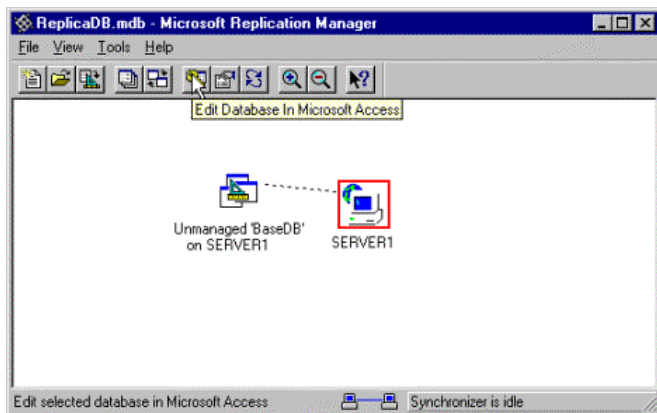 ReplicaDB.mdb - Microsoft Replication Manager
File View Tools Help
Edit Database In Microsoft Access
Unmanaged 'BaseDB'
on SERVER1
SERVER1
Edit selected database in Microsoft Access
Synchronizer is idle